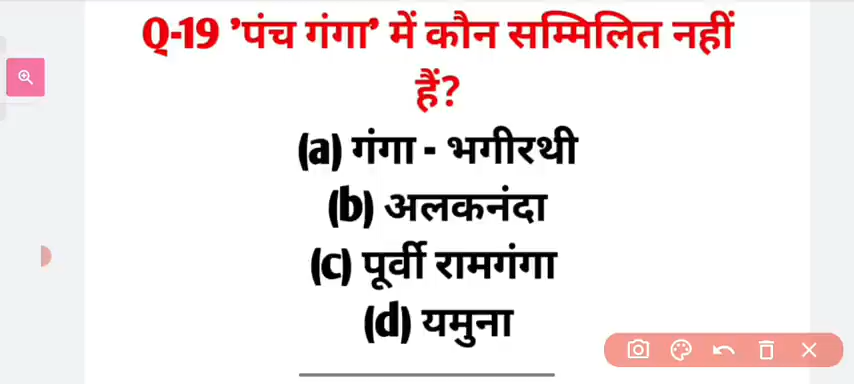 Q-19 ’पंच गंगा’ में कौन सम्मिलित नहीं
हैं?
(a) गंगा - भगीरथी
(b) अलकनंदा
(c) पूर्वी रामगंगा
(d) यमुना